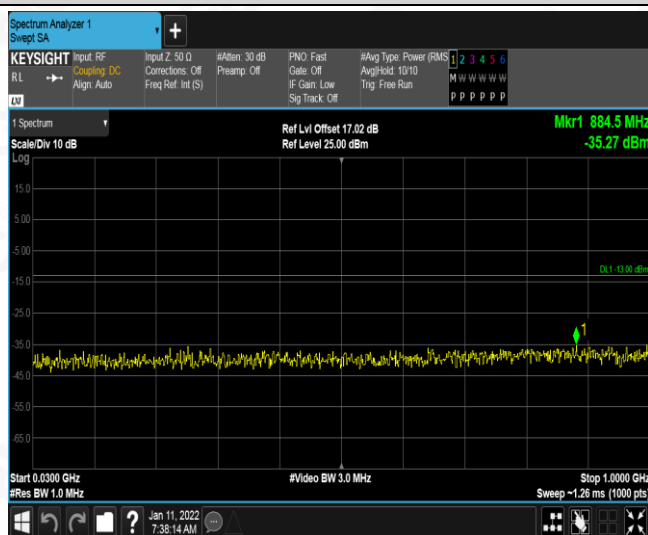 Spectrum Analyzer 1
Swept SA
+
KEYSIGHT
RL
Input: RF
Coupling: DC
Align: Auto
Input Z: 50 Ω
Corrections: Off
Freq Ref: Int (S)
#Atten: 30 dB
Preamp: Off
PNO: Fast
Gate: Off
IF Gain: Low
Sig Track: Off
#Avg Type: Power (RMS
Avg|Hold: 10/10
Trig: Free Run
1 2 3 4 5 6
M W W W W W
P P P P P P
LXI
1 Spectrum
Scale/Div 10 dB
Log
Ref Lvl Offset 17.02 dB
Ref Level 25.00 dBm
Mkr1 884.5 MHz
-35.27 dBm
15.0
5.00
-5.00
DL1 -13.00 dBm
-15.0
-25.0
1
-35.0
-45.0
-55.0
-65.0
Start 0.0300 GHz
#Res BW 1.0 MHz
#Video BW 3.0 MHz
Stop 1.0000 GHz
Sweep ~1.26 ms (1000 pts)
?
Jan 11, 2022
7:38:14 AM